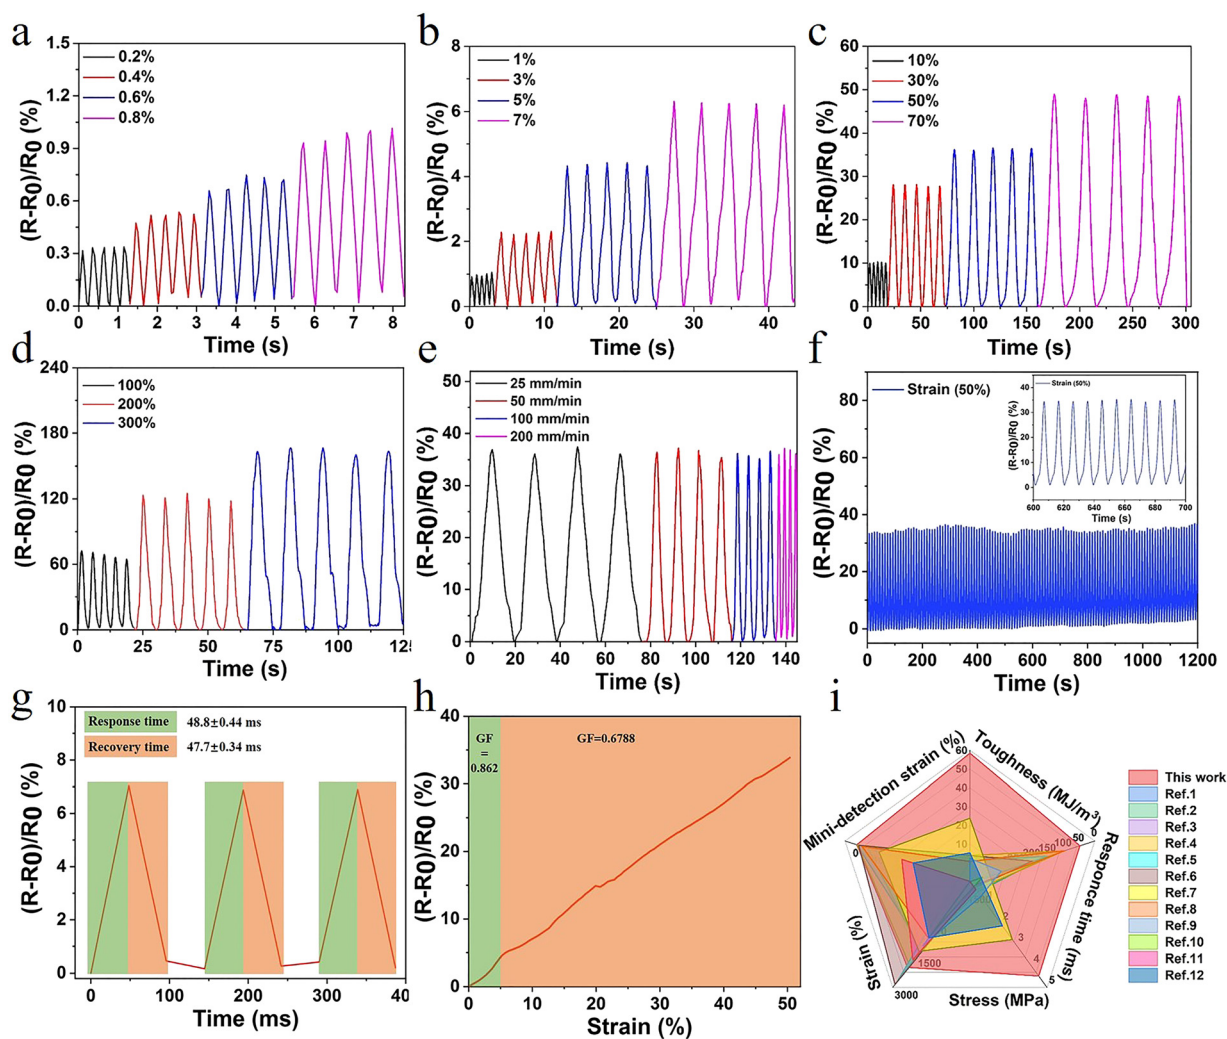 a
1.5
1.2
0.9
0.6
0.3
0.0
(R-R0)/R0 (%)
0.2%
0.4%
0.6%
0.8%
0 1 2 3 4 5 6 7 8
Time (s)
b
8
6
4
2
0
(R-R0)/R0 (%)
1%
3%
5%
7%
0 10 20 30 40
Time (s)
c
60
50
40
30
20
10
0
(R-R0)/R0 (%)
10%
30%
50%
70%
0 50 100 150 200 250 300
Time (s)
d
240
180
120
60
0
(R-R0)/R0 (%)
100%
200%
300%
0 25 50 75 100 125
Time (s)
e
50
40
30
20
10
0
(R-R0)/R0 (%)
25 mm/min
50 mm/min
100 mm/min
200 mm/min
0 20 40 60 80 100 120 140
Time (s)
f
80
60
40
20
0
(R-R0)/R0 (%)
Strain (50%)
0 200 400 600 800 1000 1200
Time (s)
Strain (50%)
40
30
20
10
0
(R-R0)/R0 (%)
600 620 640 660 680 700
Time (s)
g
10
8
6
4
2
0
(R-R0)/R0 (%)
Response time 48.8±0.44 ms
Recovery time 47.7±0.34 ms
0 100 200 300 40
Time (ms)
h
40
30
20
10
0
(R-R0)/R0 (%)
GF
=
0.862
GF=0.6788
0 10 20 30 40 50
Strain (%)
i
Mini-detection strain (%)
Toughness (MJ/m3)
Responce time (ms)
Stress (MPa)
Strain (%)
60
50
40
30
20
10
0
50
100
150
0
2
3
4
5
1500
3000
This work
Ref.1
Ref.2
Ref.3
Ref.4
Ref.5
Ref.6
Ref.7
Ref.8
Ref.9
Ref.10
Ref.11
Ref.12